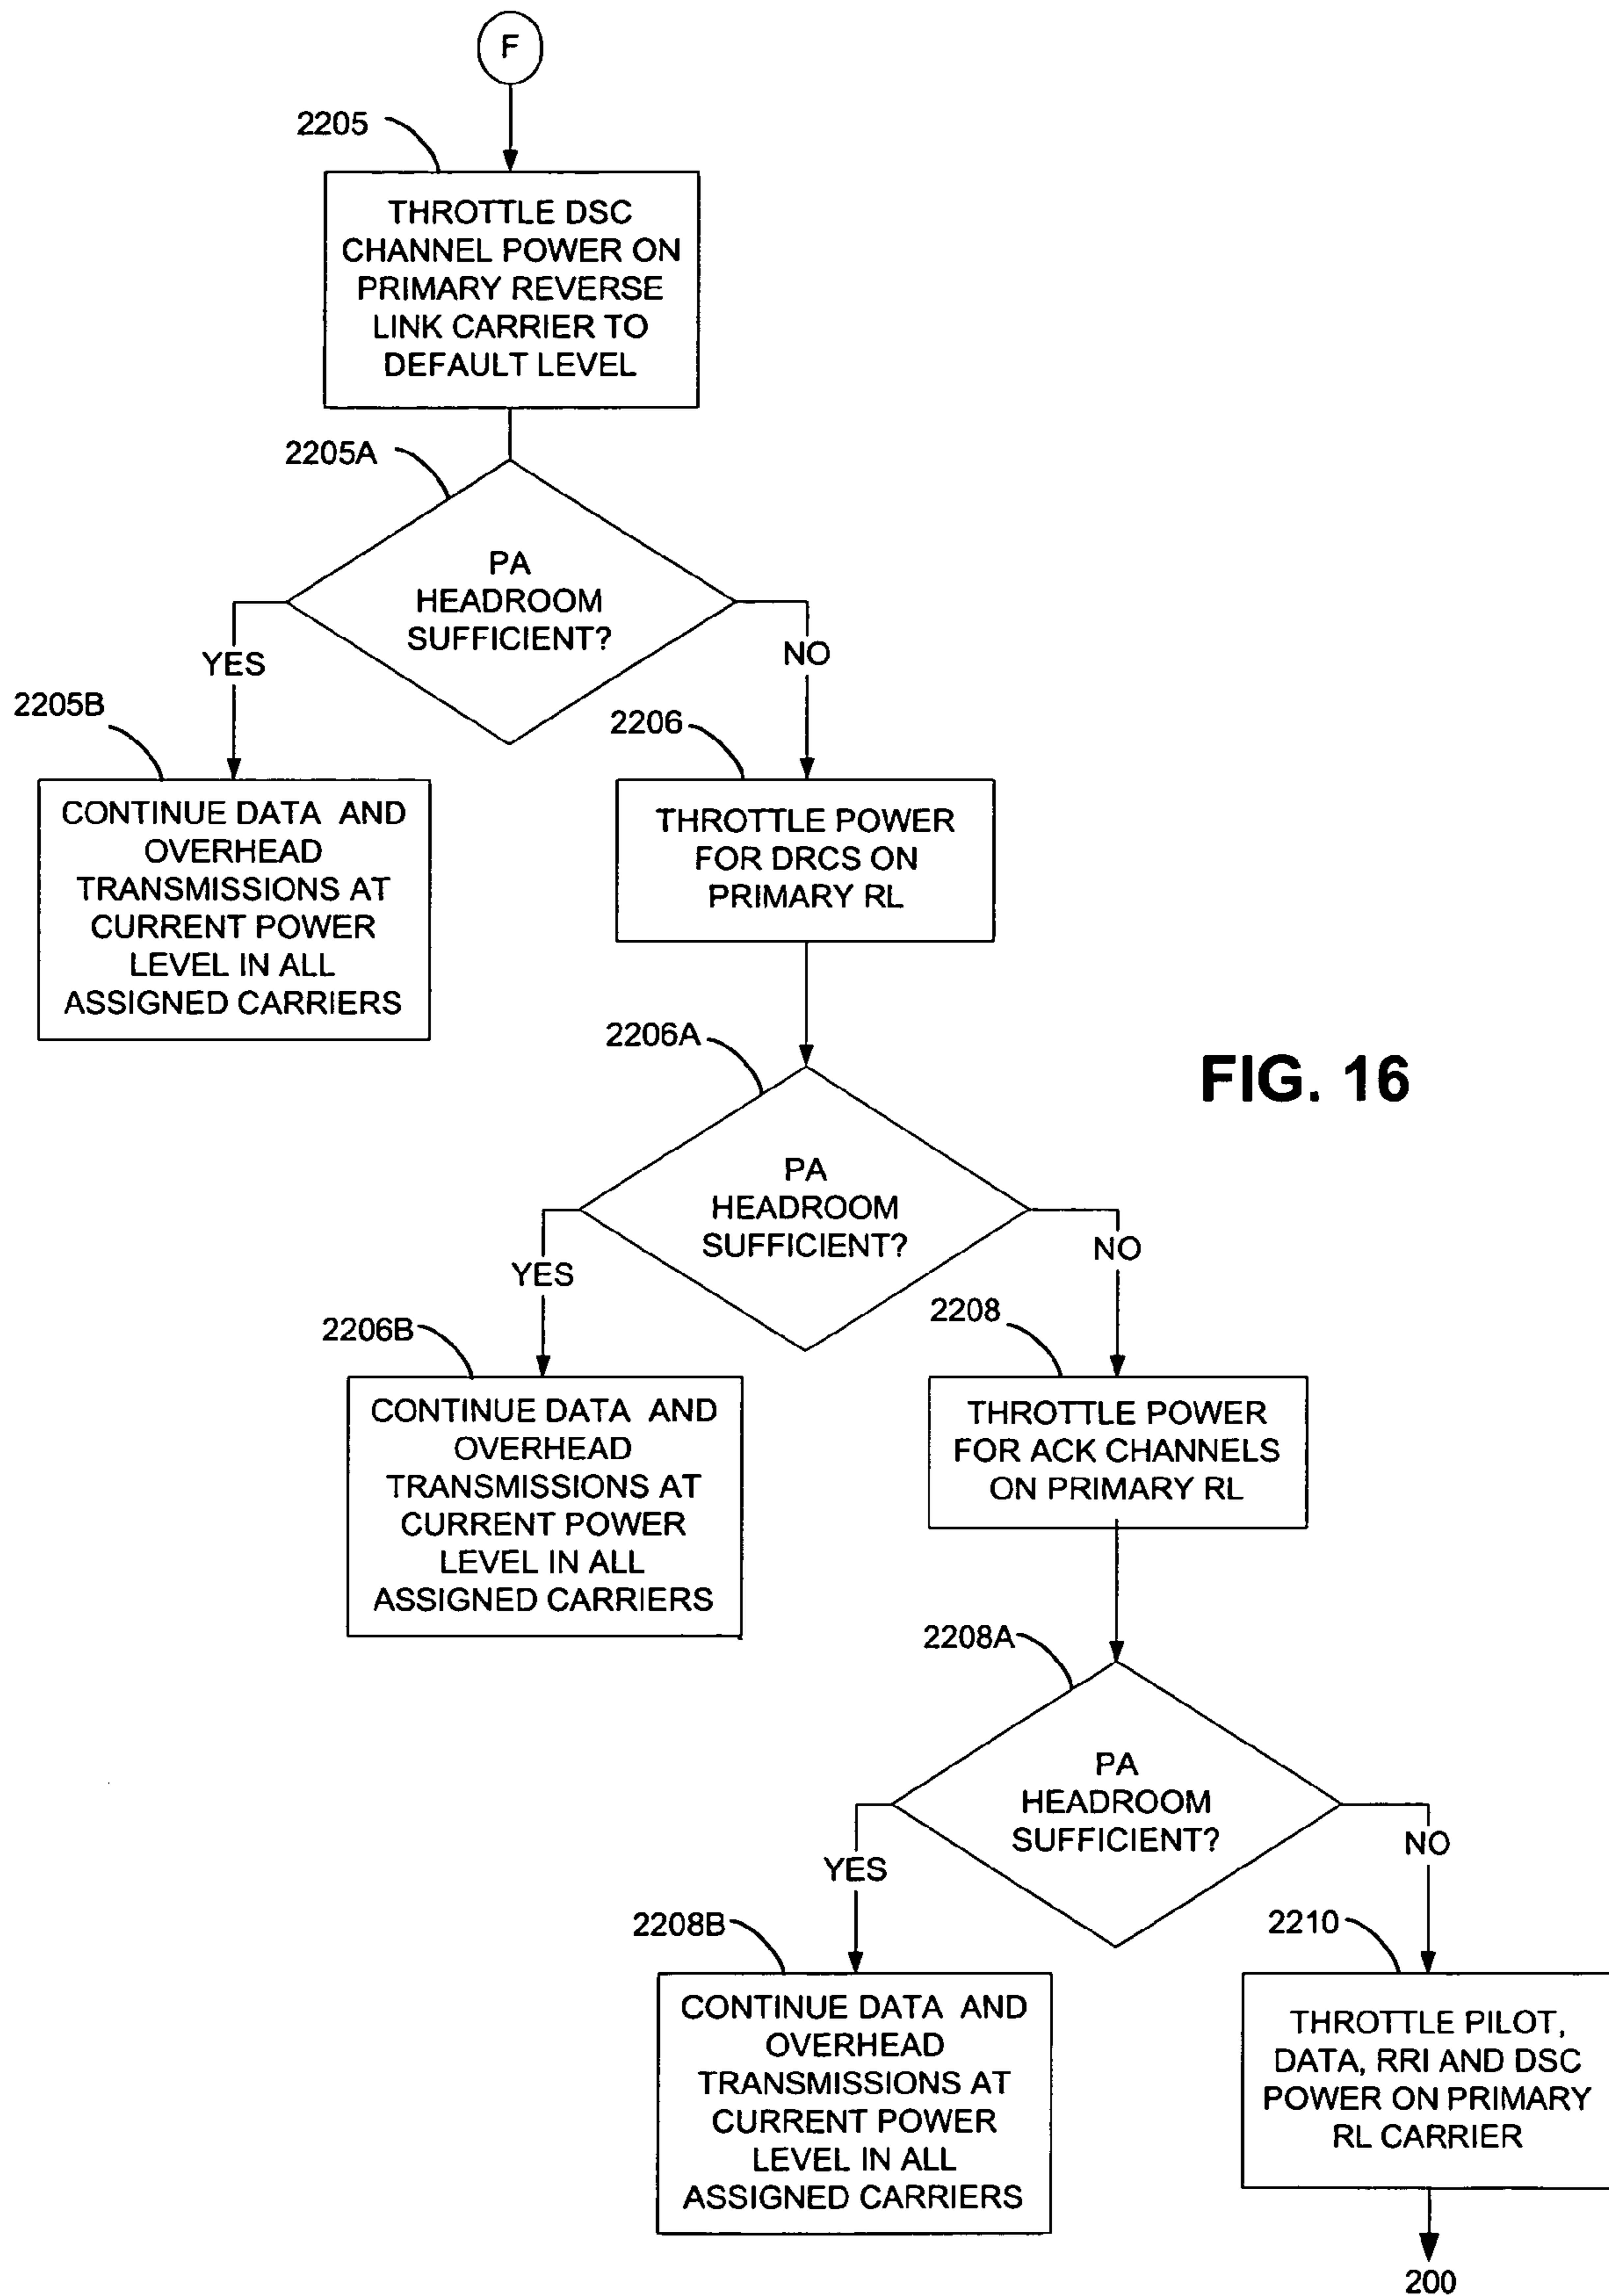 F
2205
THROTTLE DSC
CHANNEL POWER ON
PRIMARY REVERSE
LINK CARRIER TO
DEFAULT LEVEL
2205A
PA
HEADROOM
SUFFICIENT?
YES
NO
2205B
CONTINUE DATA AND
OVERHEAD
TRANSMISSIONS AT
CURRENT POWER
LEVEL IN ALL
ASSIGNED CARRIERS
2206
THROTTLE POWER
FOR DRCS ON
PRIMARY RL
2206A
FIG. 16
PA
HEADROOM
SUFFICIENT?
YES
NO
2206B
CONTINUE DATA AND
OVERHEAD
TRANSMISSIONS AT
CURRENT POWER
LEVEL IN ALL
ASSIGNED CARRIERS
2208
THROTTLE POWER
FOR ACK CHANNELS
ON PRIMARY RL
2208A
PA
HEADROOM
SUFFICIENT?
YES
NO
2208B
CONTINUE DATA AND
OVERHEAD
TRANSMISSIONS AT
CURRENT POWER
LEVEL IN ALL
ASSIGNED CARRIERS
2210
THROTTLE PILOT,
DATA, RRI AND DSC
POWER ON PRIMARY
RL CARRIER
200